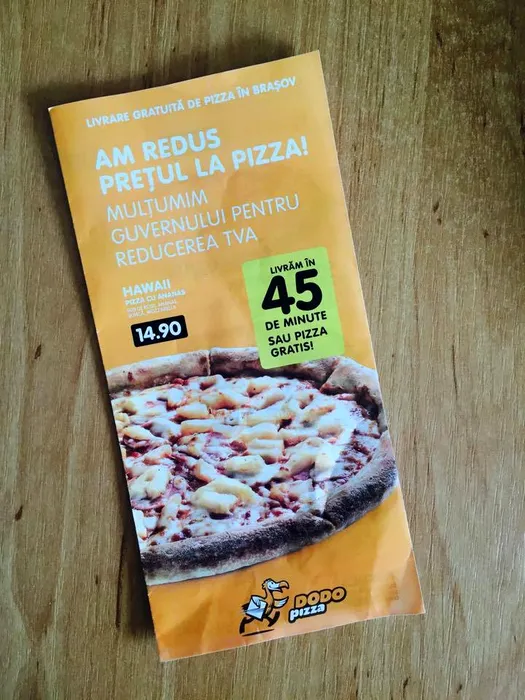 LIVRARE GRATUITĂ DE PIZZA ÎN BRAȘOV
AM REDUS
PREȚUL LA PIZZA!
MULȚUMIM
GUVERNULUI PENTRU
REDUCEREA TVA
HAWAII
PIZZA CU ANANAS
14.90
LIVRĂM ÎN
45
DE MINUTE
SAU PIZZA
GRATIS!
DODO
pizza